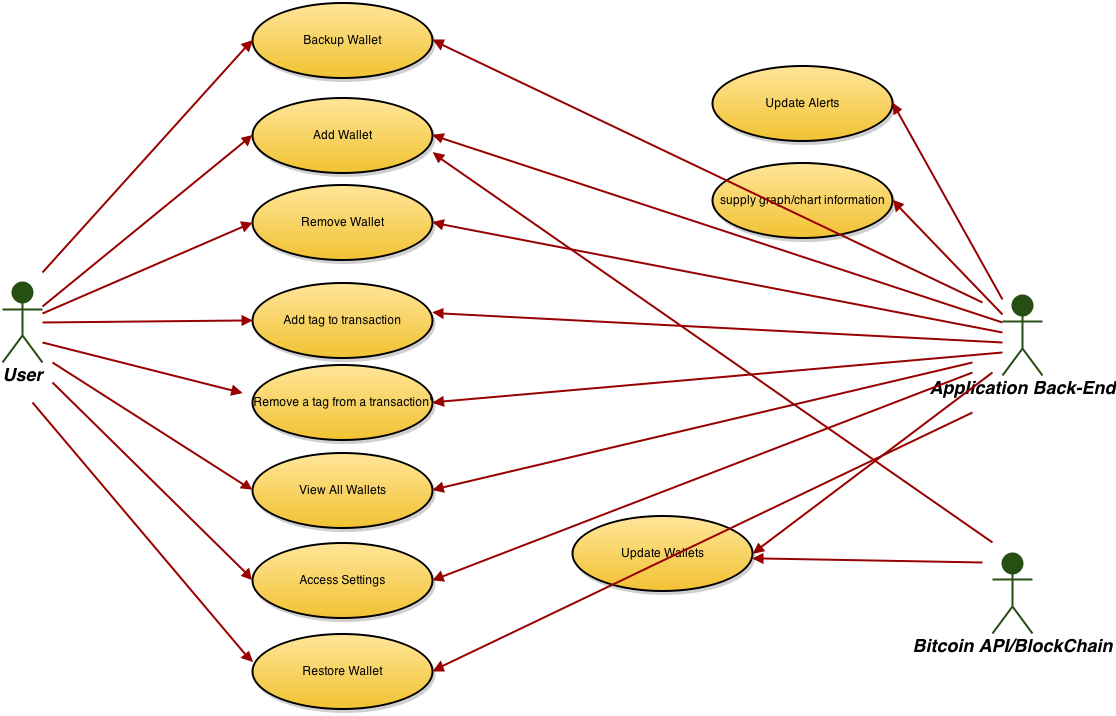 Backup Wallet
Update Alerts
Add Wallet
supply graph/chart information
Remove Wallet
Add tag to transaction
User
Application Back-End
Remove a tag from a transaction
View All Wallets
Update Wallets
Access Settings
Bitcoin API/BlockChain
Restore Wallet